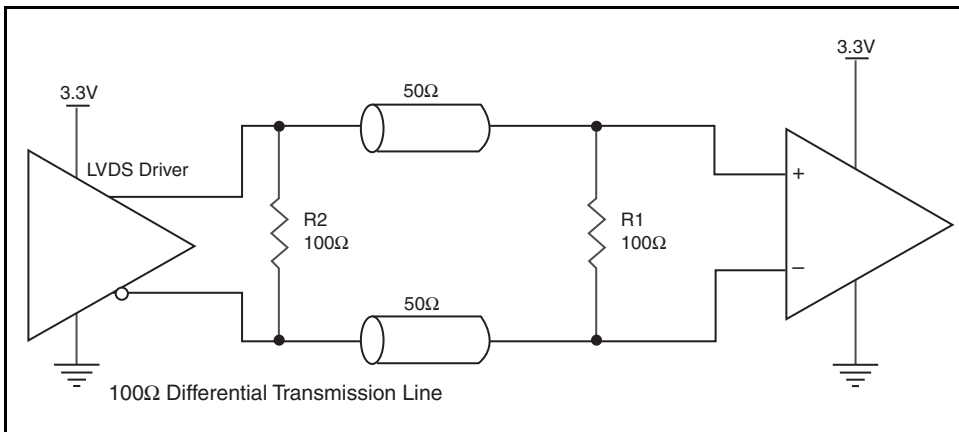 3.3V
50Ω
3.3V
LVDS Driver
+
R2
100Ω
R1
100Ω
−
50Ω
100Ω Differential Transmission Line